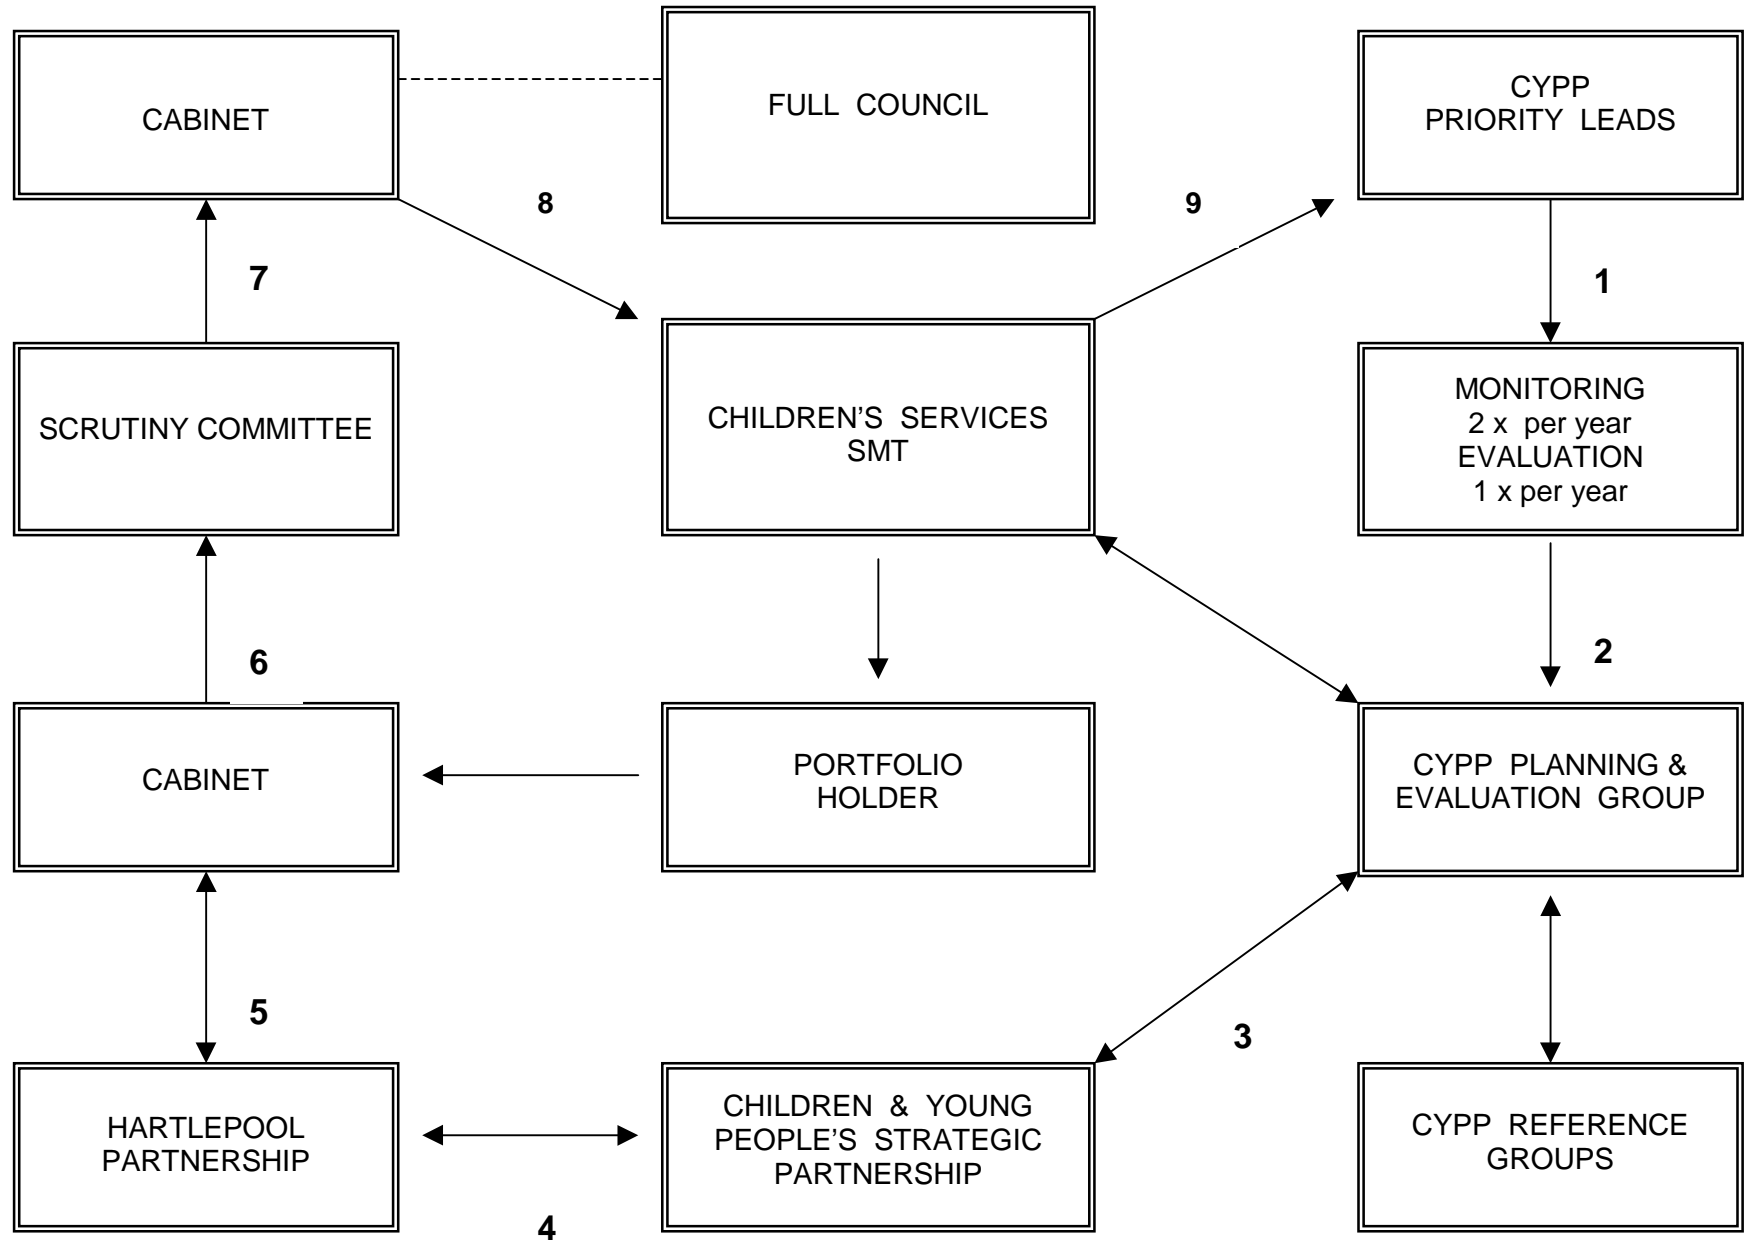 CABINET
FULL COUNCIL
CYPP
PRIORITY LEADS
8
9
7
1
SCRUTINY COMMITTEE
CHILDREN’S SERVICES
SMT
MONITORING
2 x per year
EVALUATION
1 x per year
6
2
CABINET
PORTFOLIO
HOLDER
CYPP PLANNING &
EVALUATION GROUP
5
3
HARTLEPOOL
PARTNERSHIP
CHILDREN & YOUNG
PEOPLE’S STRATEGIC
PARTNERSHIP
CYPP REFERENCE
GROUPS
4